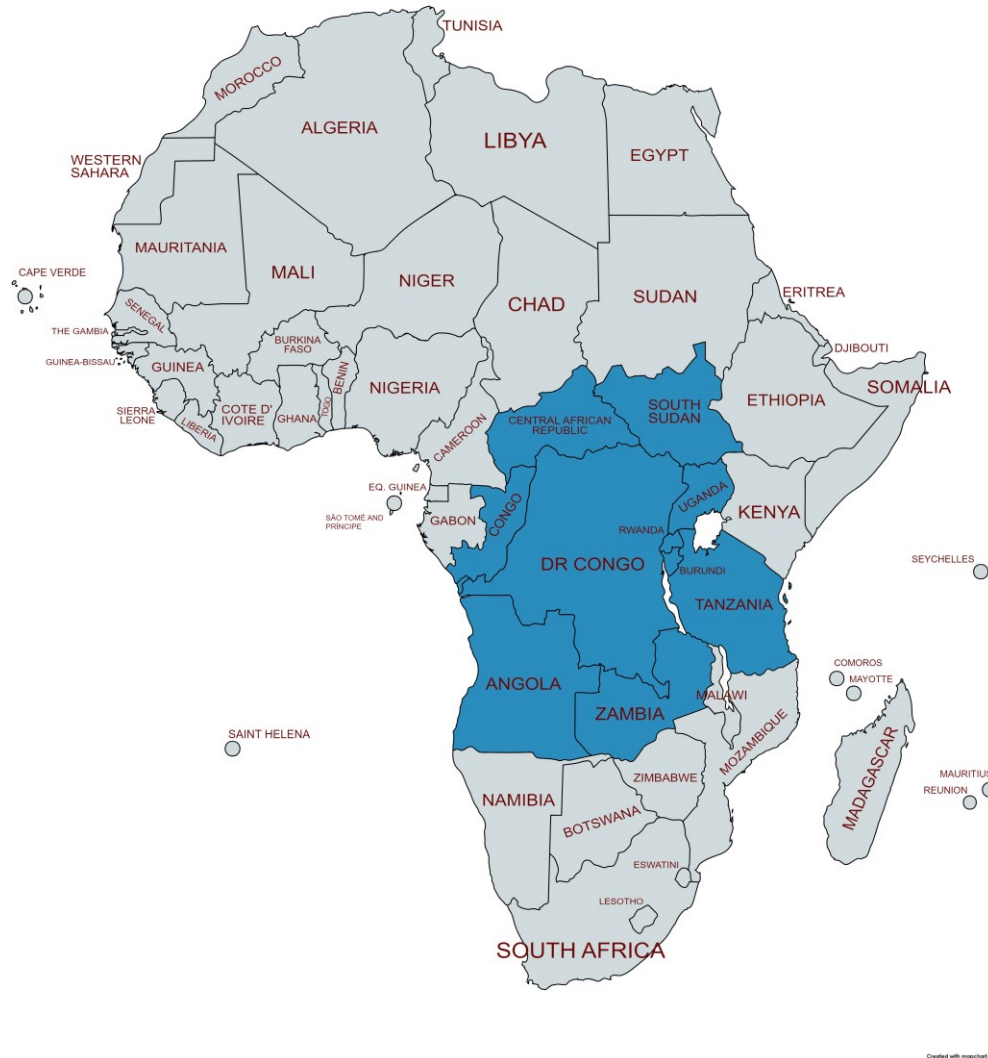 TUNISIA
MOROCCO
ALGERIA
LIBYA
EGYPT
WESTERN
SAHARA
MAURITANIA
MALI
NIGER
CHAD
SUDAN
ERITREA
CAPE VERDE
SENEGAL
THE GAMBIA
GUINEA-BISSAU
GUINEA
BURKINA
FASO
BENIN
NIGERIA
DJIBOUTI
SOMALIA
ETHIOPIA
SIERRA
LEONE
LIBERIA
COTE D'
IVOIRE
GHANA
TOGO
CAMEROON
CENTRAL AFRICAN
REPUBLIC
SOUTH
SUDAN
EQ. GUINEA
SÃO TOMÉ AND
PRÍNCIPE
GABON
CONGO
UGANDA
KENYA
RWANDA
DR CONGO
BURUNDI
SEYCHELLES
TANZANIA
COMOROS
MAYOTTE
ANGOLA
ZAMBIA
MALAWI
MOZAMBIQUE
MADAGASCAR
SAINT HELENA
MAURITIUS
REUNION
ZIMBABWE
NAMIBIA
BOTSWANA
ESWATINI
LESOTHO
SOUTH AFRICA
Created with mapchart